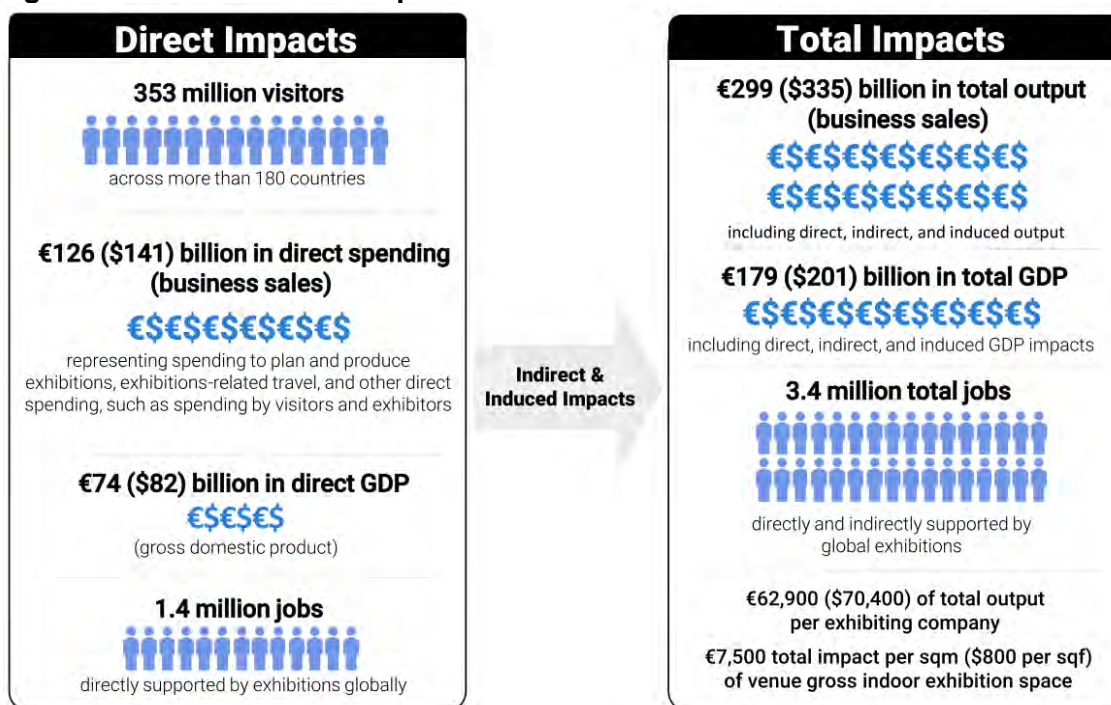 Direct Impacts
353 million visitors
across more than 180 countries
€126 ($141) billion in direct spending
(business sales)
€$€$€$€$€$€$
representing spending to plan and produce
exhibitions, exhibitions-related travel, and other direct
spending, such as spending by visitors and exhibitors
€74 ($82) billion in direct GDP
€$€$€$
(gross domestic product)
1.4 million jobs
directly supported by exhibitions globally
Indirect &
Induced Impacts
Total Impacts
€299 ($335) billion in total output
(business sales)
€$€$€$€$€$€$€$
€$€$€$€$€$€$€$
including direct, indirect, and induced output
€179 ($201) billion in total GDP
€$€$€$€$€$€$€$€$
including direct, indirect, and induced GDP impacts
3.4 million total jobs
directly and indirectly supported by
global exhibitions
€62,900 ($70,400) of total output
per exhibiting company
€7,500 total impact per sqm ($800 per sqf)
of venue gross indoor exhibition space